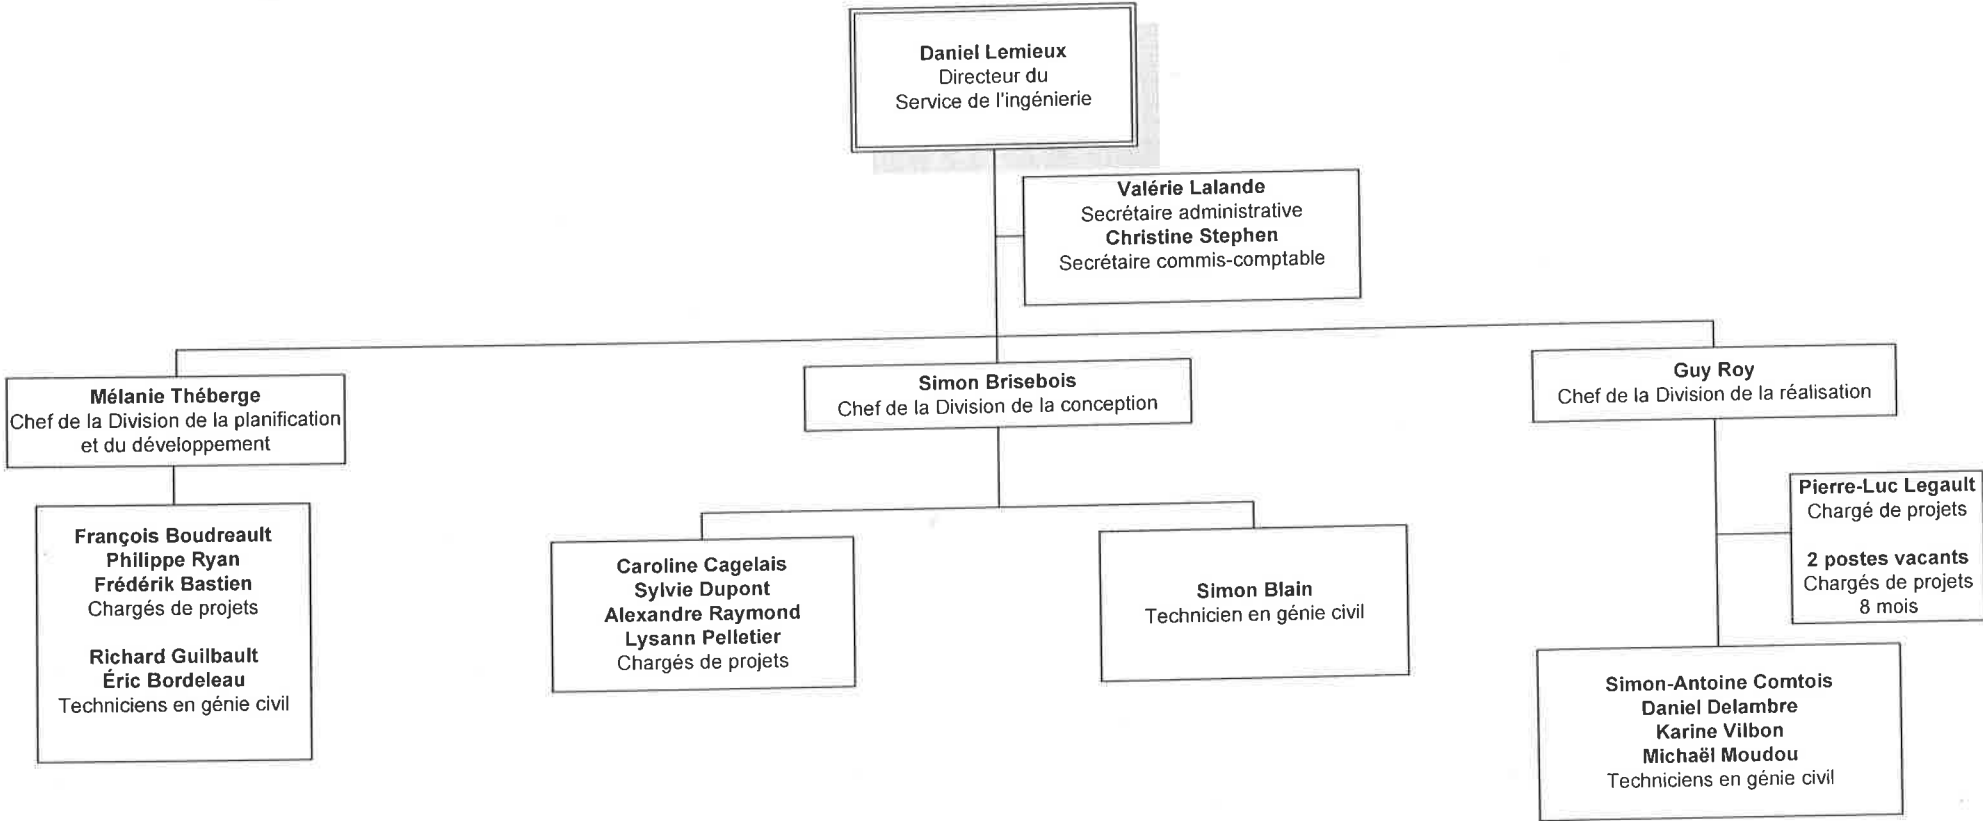 Daniel Lemieux
Directeur du
Service de l'ingénierie
Valérie Lalande
Secrétaire administrative
Christine Stephen
Secrétaire commis-comptable
Mélanie Théberge
Chef de la Division de la planification
et du développement
Simon Brisebois
Chef de la Division de la conception
Guy Roy
Chef de la Division de la réalisation
François Boudreault
Philippe Ryan
Frédérik Bastien
Chargés de projets
Richard Guilbault
Éric Bordeleau
Techniciens en génie civil
Caroline Cagelais
Sylvie Dupont
Alexandre Raymond
Lysann Pelletier
Chargés de projets
Simon Blain
Technicien en génie civil
Pierre-Luc Legault
Chargé de projets
2 postes vacants
Chargés de projets
8 mois
Simon-Antoine Comtois
Daniel Delambre
Karine Vilbon
Michaël Moudou
Techniciens en génie civil